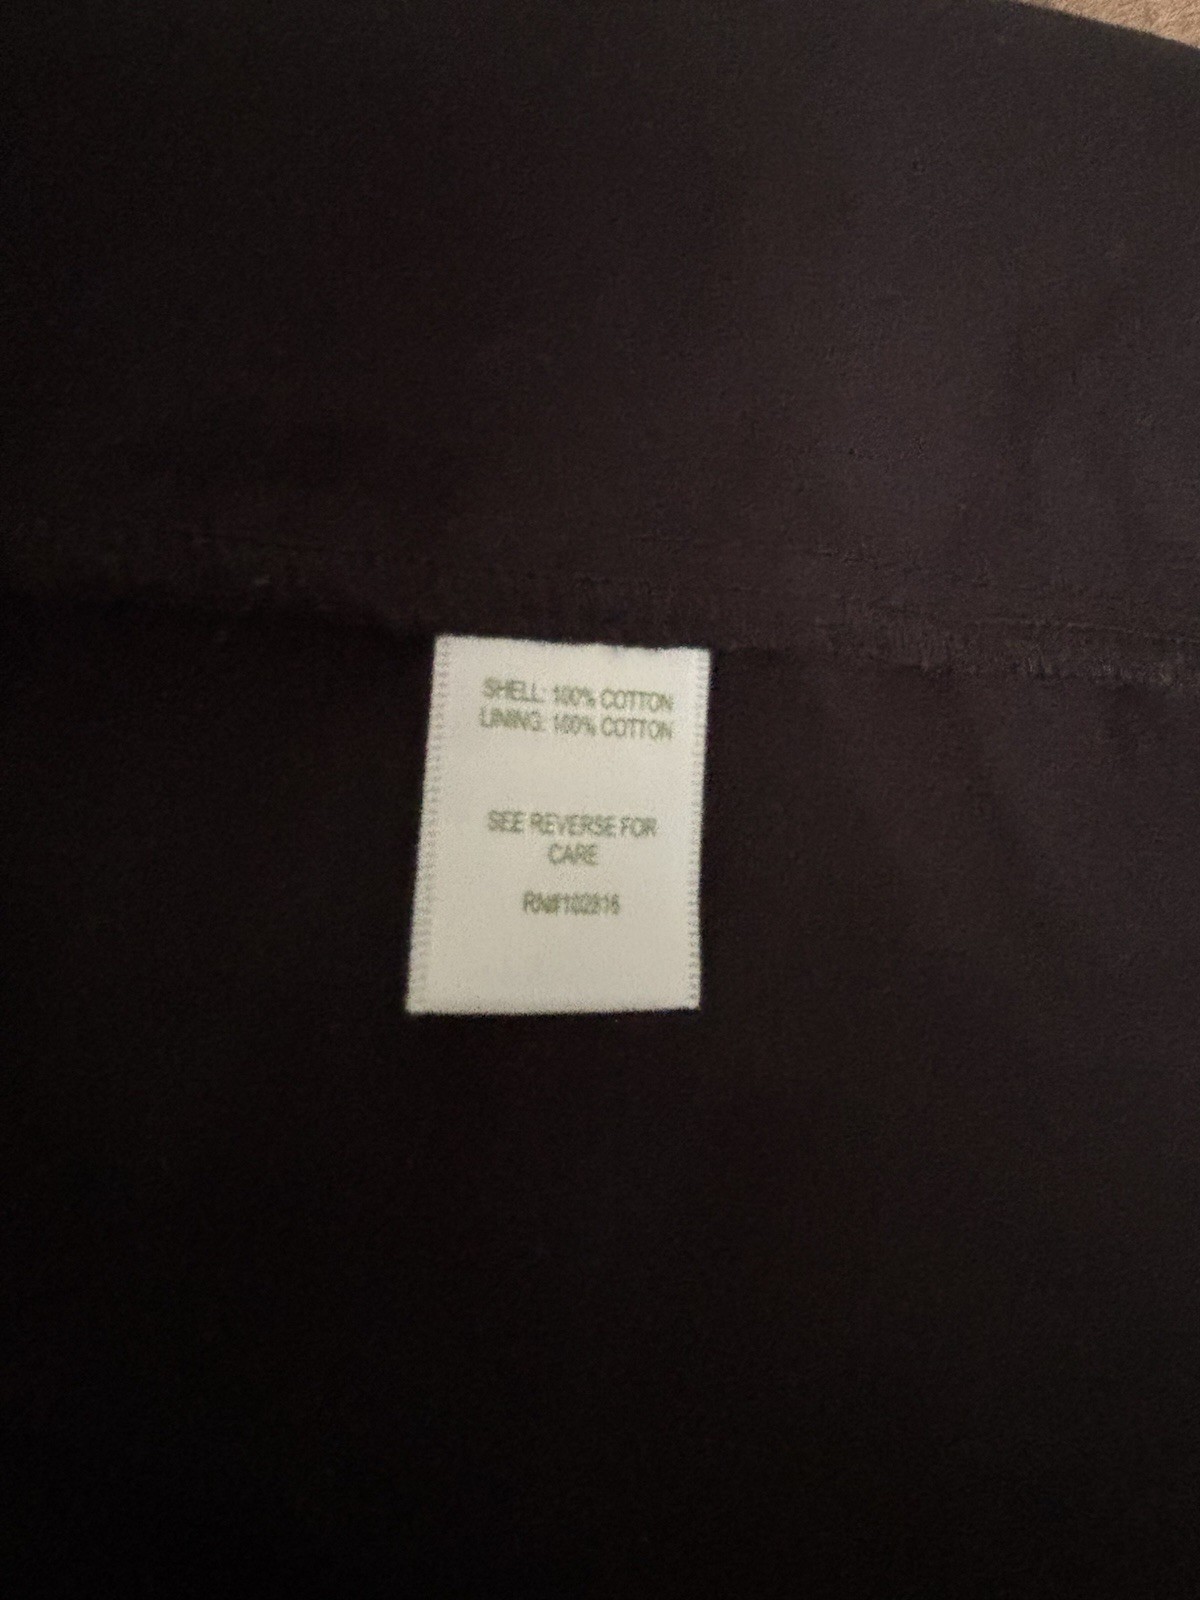 SHELL: 100% COTTON
LINING: 100% COTTON
SEE REVERSE FOR
CARE